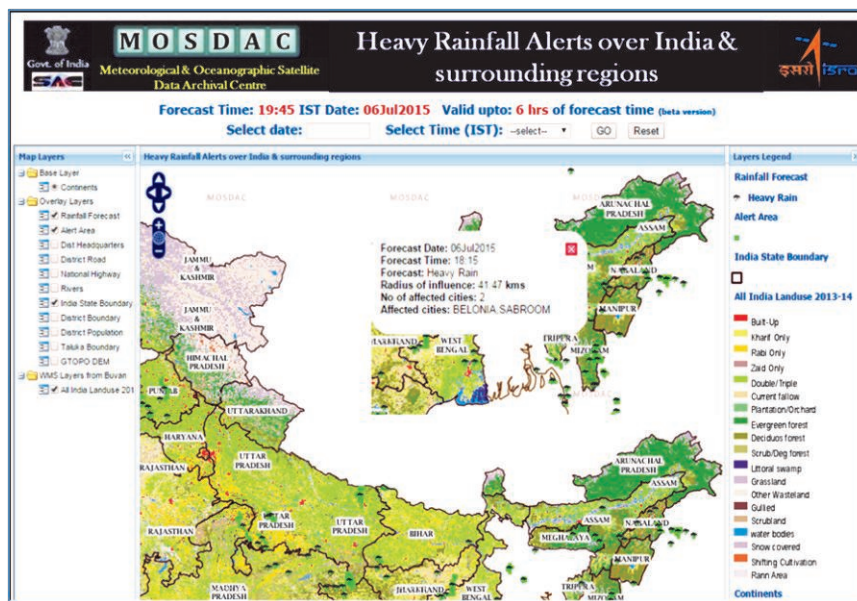 Govt. of India
SAC
MOSDAC
Meteorological & Oceanographic Satellite
Data Archival Centre
Heavy Rainfall Alerts over India &
surrounding regions
इसरो isro
Forecast Time: 19:45 IST Date: 06Jul2015 Valid upto: 6 hrs of forecast time (beta version)
Select date: Select Time (IST): --select-- GO Reset
Map Layers
Base Layer
Continents
Overlay Layers
Rainfall Forecast
Alert Area
Dist Headquarters
District Road
National Highway
Rivers
India State Boundary
District Boundary
District Population
Taluka Boundary
GTOPO DEM
WMS Layers from Buvan
All India Landuse 201
Heavy Rainfall Alerts over India & surrounding regions
MOSDAC
MOSDAC
ARUNACHAL
PRADESH
ASSAM
NAGALAND
MANIPUR
TRIPURA
MIZORAM
WEST
BENGAL
JHARKHAND
Forecast Date: 06Jul2015
Forecast Time: 18:15
Forecast: Heavy Rain
Radius of influence: 41.47 kms
No of affected cities: 2
Affected cities: BELONIA,SABROOM
JAMMU
&
KASHMIR
JAMMU
&
KASHMIR
HIMACHAL
PRADESH
PUNJAB
UTTARAKHAND
HARYANA
RAJASTHAN
UTTAR
PRADESH
RAJASTHAN
UTTAR
PRADESH
UTTAR
PRADESH
BIHAR
MADHYA
PRADESH
JHARKHAND
WEST
BENGAL
ARUNACHAL
PRADESH
ASSAM
ASSAM
NAGALAND
MEGHALAYA
MANIPUR
TRIPURA
MIZORAM
MOSDAC
Layers Legend
Rainfall Forecast
Heavy Rain
Alert Area
India State Boundary
All India Landuse 2013-14
Built-Up
Kharif Only
Rabi Only
Zaid Only
Double/Triple
Current fallow
Plantation/Orchard
Evergreen forest
Deciduos forest
Scrub/Deg forest
Littoral swamp
Grassland
Other Wasteland
Gullied
Scrubland
water bodies
Snow covered
Shifting Cultivation
Rann Area
Continents